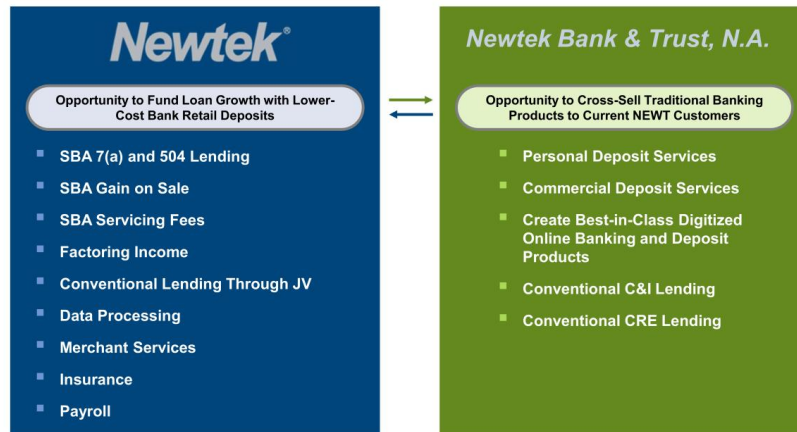 Newtek®
Opportunity to Fund Loan Growth with Lower-
Cost Bank Retail Deposits
SBA 7(a) and 504 Lending
SBA Gain on Sale
SBA Servicing Fees
Factoring Income
Conventional Lending Through JV
Data Processing
Merchant Services
Insurance
Payroll
Newtek Bank & Trust, N.A.
Opportunity to Cross-Sell Traditional Banking
Products to Current NEWT Customers
Personal Deposit Services
Commercial Deposit Services
Create Best-in-Class Digitized
Online Banking and Deposit
Products
Conventional C&I Lending
Conventional CRE Lending